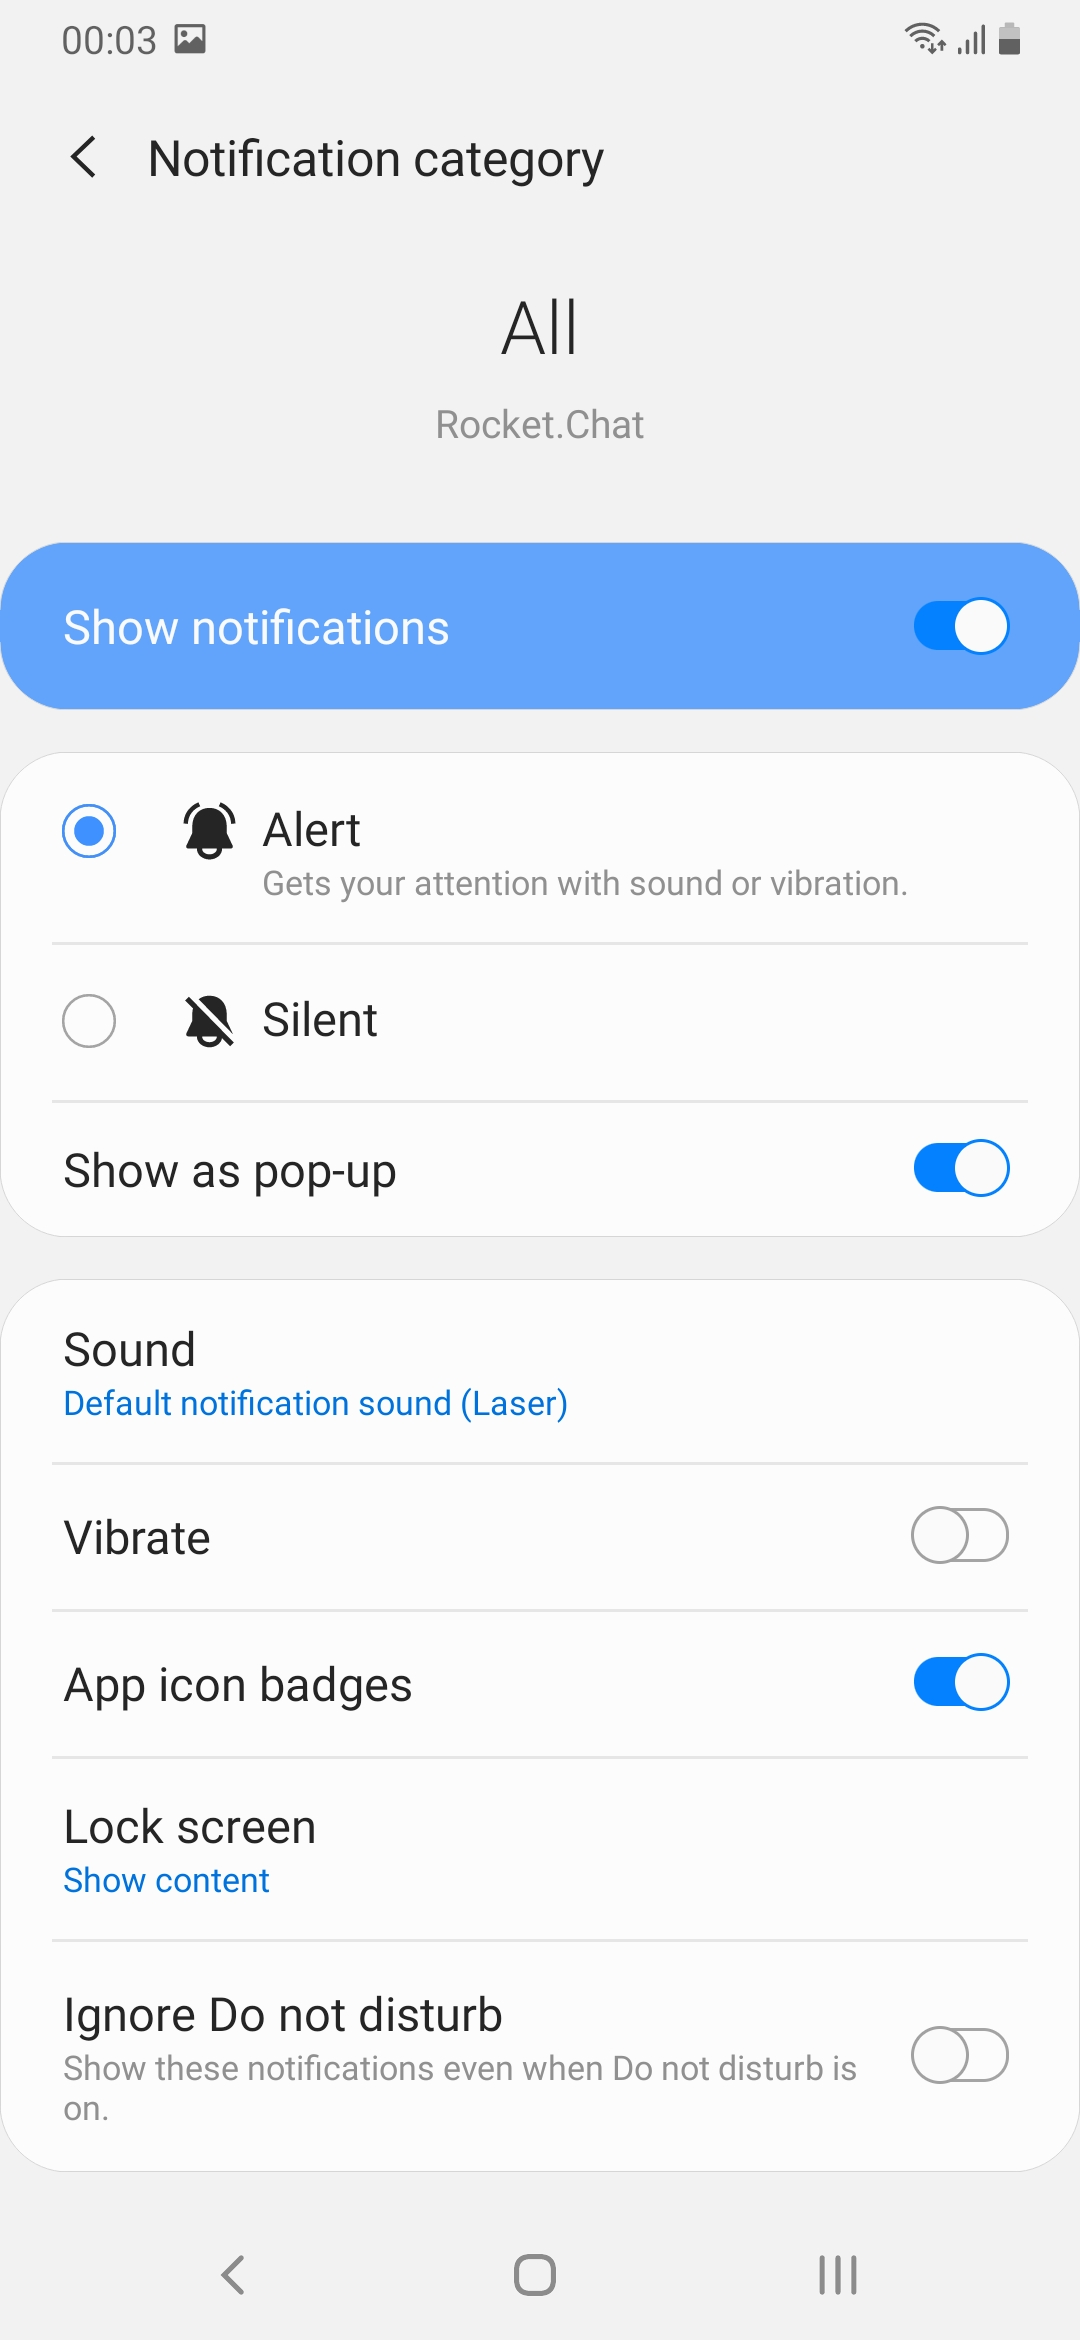 00:03
Notification category
All
Rocket.Chat
Show notifications
Alert
Gets your attention with sound or vibration.
Silent
Show as pop-up
Sound
Default notification sound (Laser)
Vibrate
App icon badges
Lock screen
Show content
Ignore Do not disturb
Show these notifications even when Do not disturb is
on.